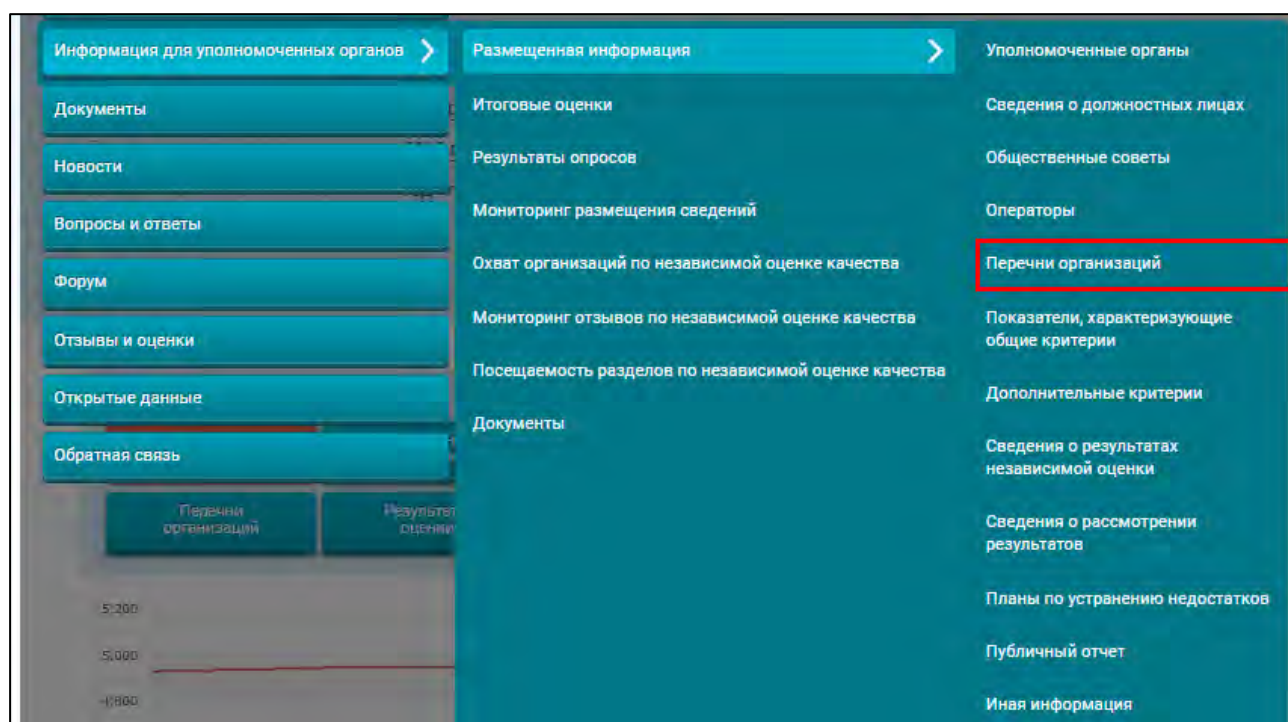 Информация для уполномоченных органов
Документы
Новости
Вопросы и ответы
Форум
Отзывы и оценки
Открытые данные
Обратная связь
Размещенная информация
Итоговые оценки
Результаты опросов
Мониторинг размещения сведений
Охват организаций по независимой оценке качества
Мониторинг отзывов по независимой оценке качества
Посещаемость разделов по независимой оценке качества
Документы
Уполномоченные органы
Сведения о должностных лицах
Общественные советы
Операторы
Перечни организаций
Показатели, характеризующие
общие критерии
Дополнительные критерии
Сведения о результатах
независимой оценки
Сведения о рассмотрении
результатов
Планы по устранению недостатков
Публичный отчет
Иная информация
Перечни
организаций
5.200
5.000